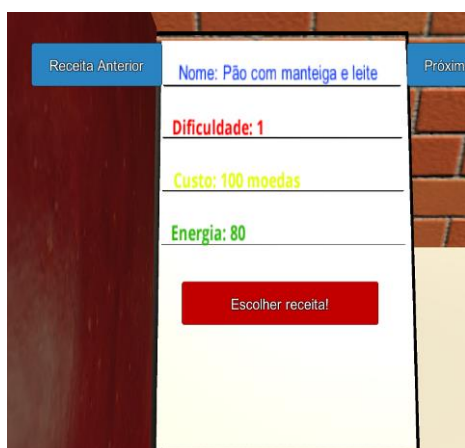 Receita Anterior
Nome: Pão com manteiga e leite
Próxim
Dificuldade: 1
Custo: 100 moedas
Energia: 80
Escolher receita!